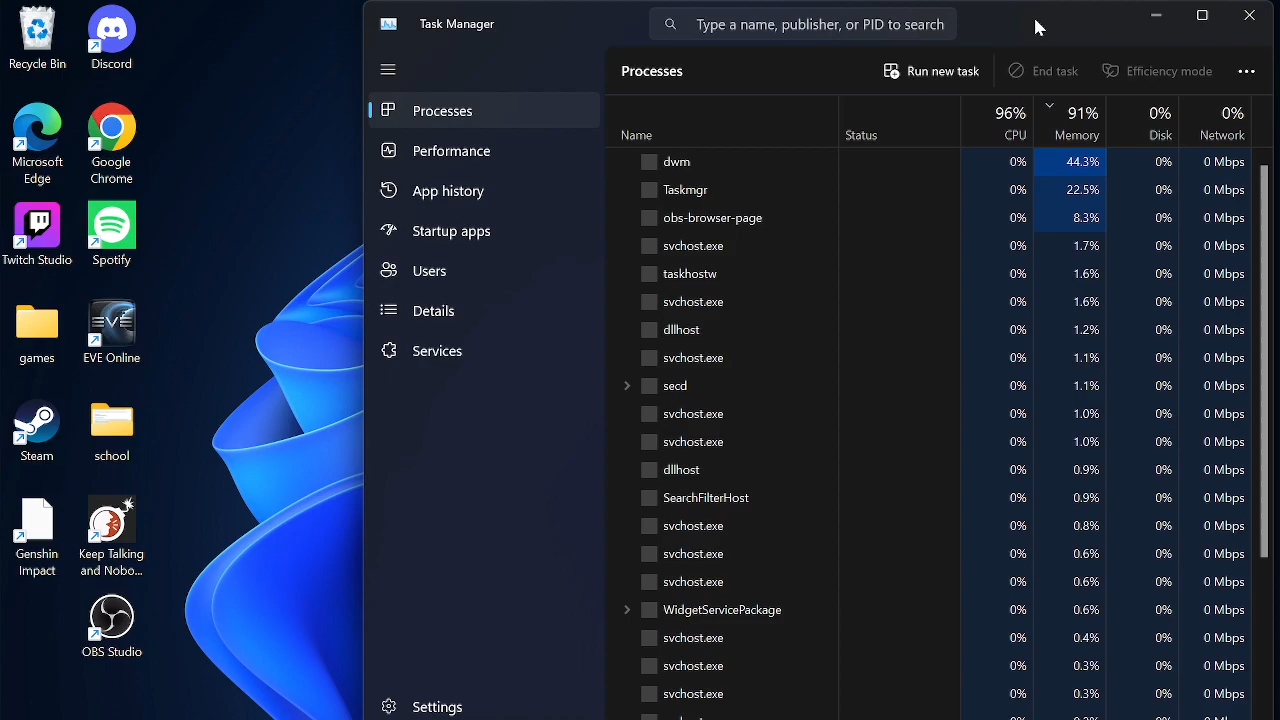 Recycle Bin
Discord
Microsoft
Edge
Google
Chrome
Twitch Studio
Spotify
games
EVE Online
Steam
school
Genshin
Impact
Keep Talking
and Nobo...
OBS Studio
Task Manager
Type a name, publisher, or PID to search
Processes
Performance
App history
Startup apps
Users
Details
Services
Settings
Processes
Run new task
End task
Efficiency mode
96% 91% 0% 0%
Name Status CPU Memory Disk Network
dwm 0% 44.3% 0% 0 Mbps
Taskmgr 0% 22.5% 0% 0 Mbps
obs-browser-page 0% 8.3% 0% 0 Mbps
svchost.exe 0% 1.7% 0% 0 Mbps
taskhostw 0% 1.6% 0% 0 Mbps
svchost.exe 0% 1.6% 0% 0 Mbps
dllhost 0% 1.2% 0% 0 Mbps
svchost.exe 0% 1.1% 0% 0 Mbps
secd 0% 1.1% 0% 0 Mbps
svchost.exe 0% 1.0% 0% 0 Mbps
svchost.exe 0% 1.0% 0% 0 Mbps
dllhost 0% 0.9% 0% 0 Mbps
SearchFilterHost 0% 0.9% 0% 0 Mbps
svchost.exe 0% 0.8% 0% 0 Mbps
svchost.exe 0% 0.6% 0% 0 Mbps
svchost.exe 0% 0.6% 0% 0 Mbps
WidgetServicePackage 0% 0.6% 0% 0 Mbps
svchost.exe 0% 0.4% 0% 0 Mbps
svchost.exe 0% 0.3% 0% 0 Mbps
svchost.exe 0% 0.3% 0% 0 Mbps